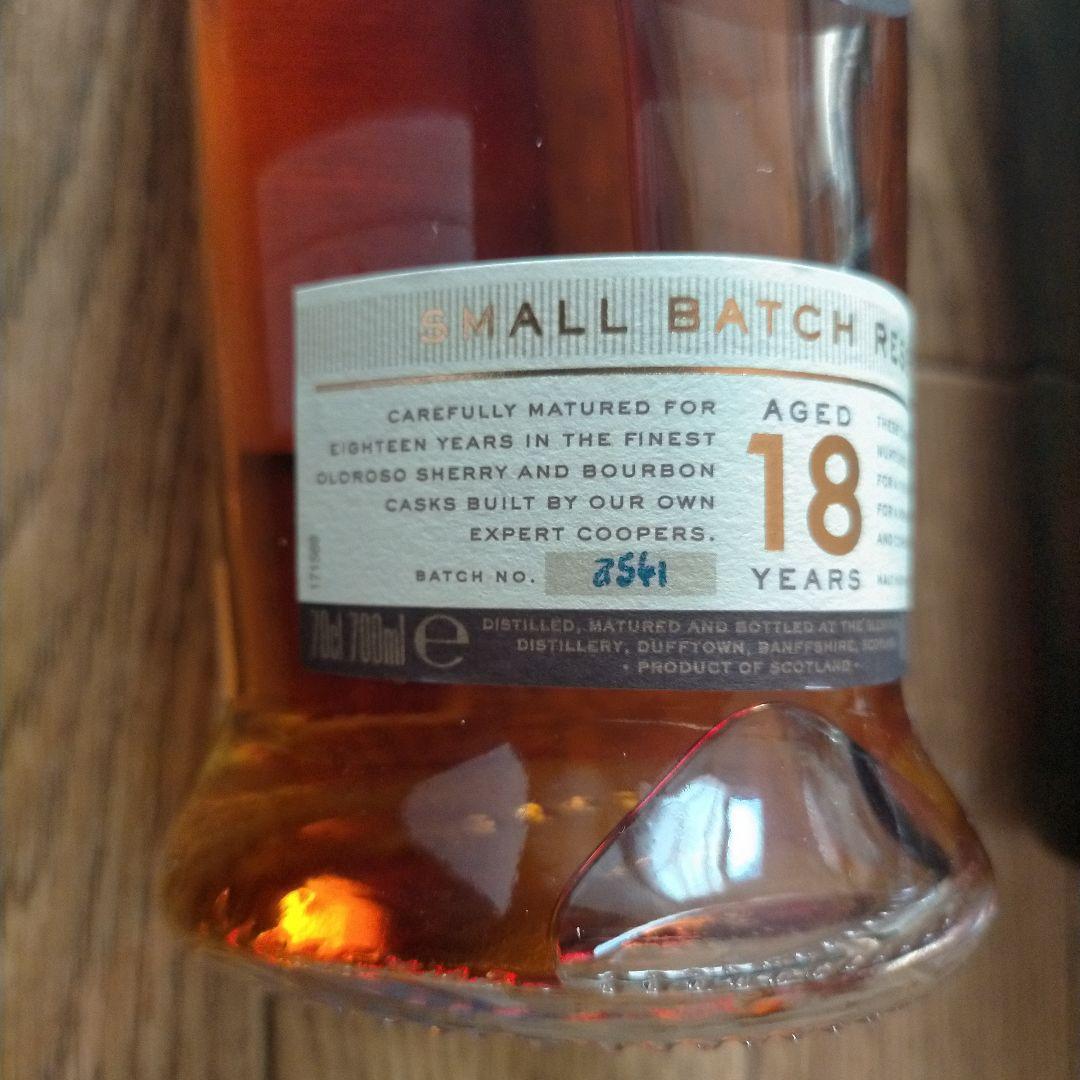 SMALL BATCH
CAREFULLY MATURED FOR
EIGHTEEN YEARS IN THE FINEST
OLOROSO SHERRY AND BOURBON
CASKS BUILT BY OUR OWN
EXPERT COOPERS.
BATCH NO. 8541
AGED
18
YEARS
70cl 700ml e
DISTILLED, MATURED AND BOTTLED AT THE
DISTILLERY, DUFFTOWN, BANFFSHIRE,
• PRODUCT OF SCOTLAND •